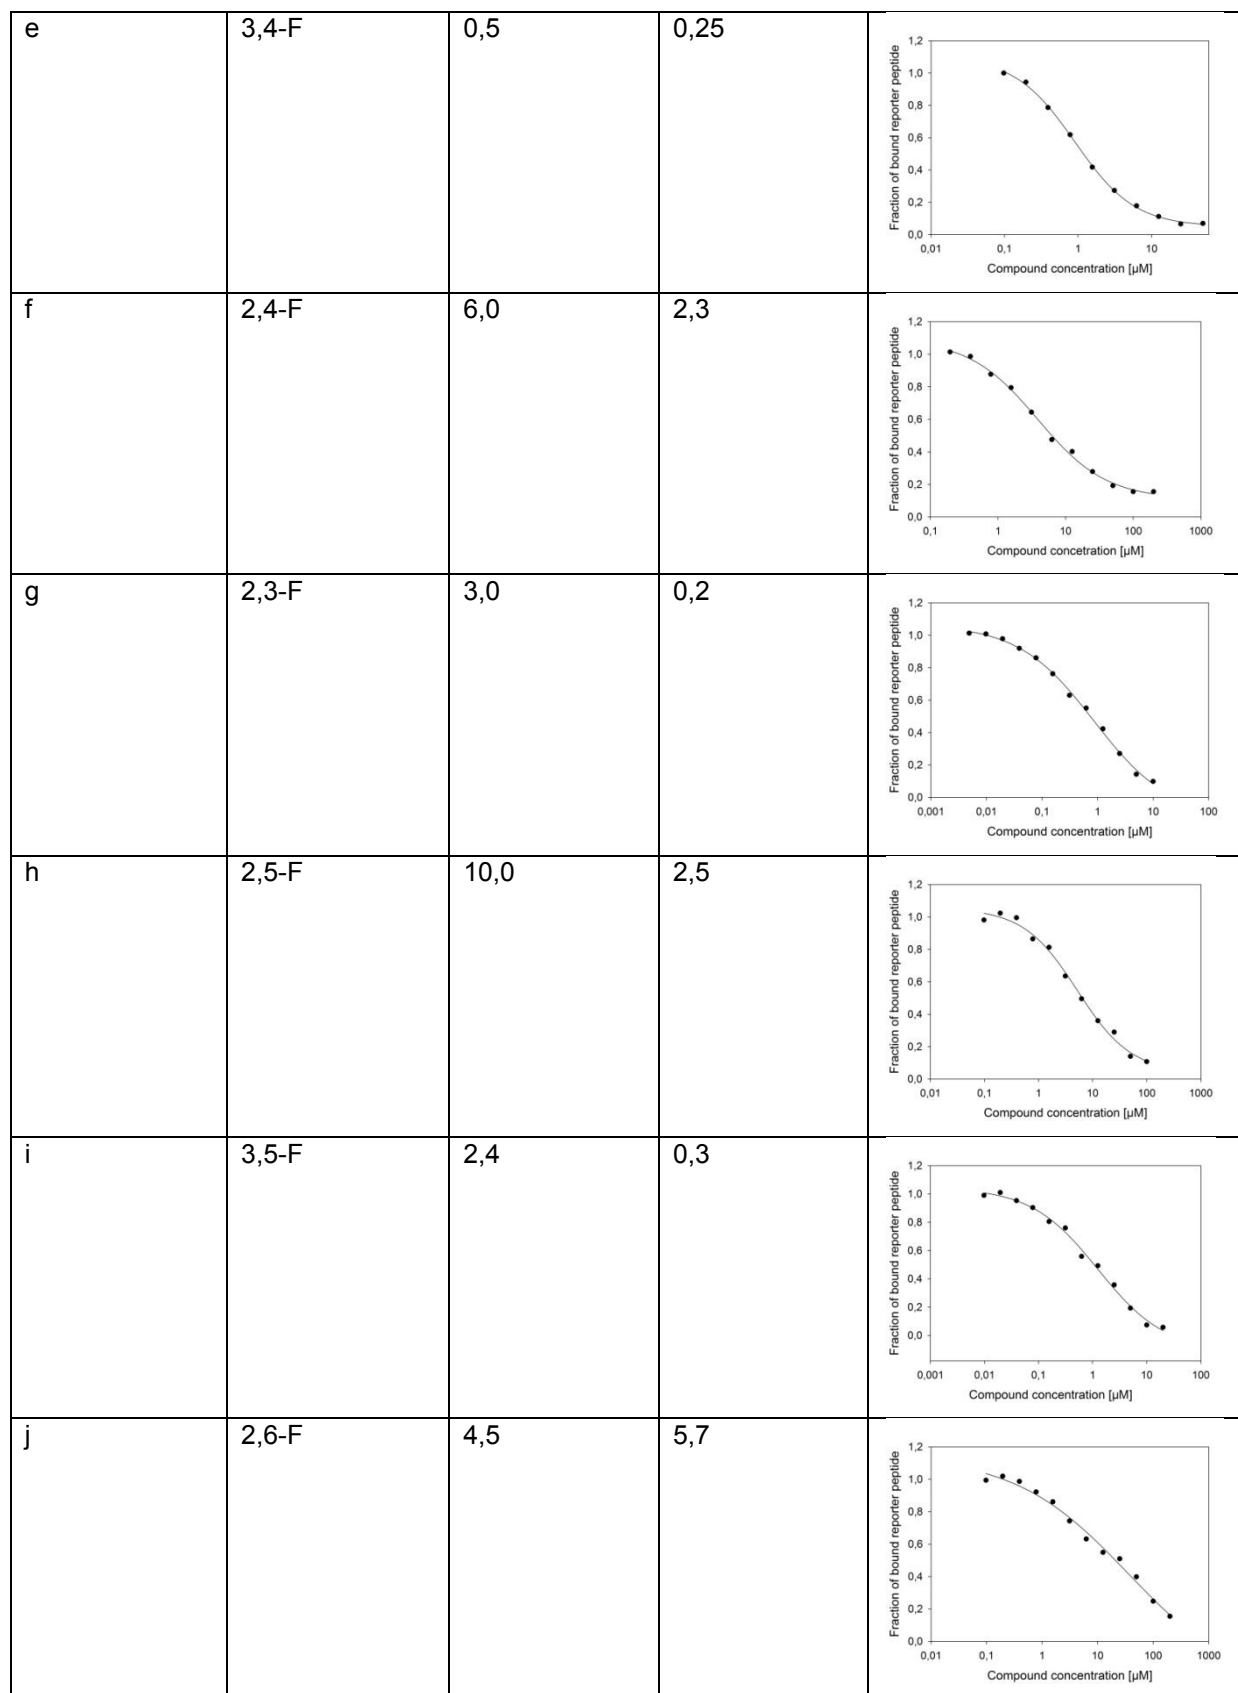 e 3,4-F 0,5 0,25
Fraction of bound reporter peptide
1,2
1,0
0,8
0,6
0,4
0,2
0,0
0,01 0,1 1 10
Compound concentration [µM]
f 2,4-F 6,0 2,3
Fraction of bound reporter peptide
1,2
1,0
0,8
0,6
0,4
0,2
0,0
0,1 1 10 100 1000
Compound concetration [µM]
g 2,3-F 3,0 0,2
Fraction of bound reporter peptide
1,2
1,0
0,8
0,6
0,4
0,2
0,0
0,001 0,01 0,1 1 10 100
Compound concentration [µM]
h 2,5-F 10,0 2,5
Fraction of bound reporter peptide
1,2
1,0
0,8
0,6
0,4
0,2
0,0
0,01 0,1 1 10 100 1000
Compound concentration [µM]
i 3,5-F 2,4 0,3
Fraction of bound reporter peptide
1,2
1,0
0,8
0,6
0,4
0,2
0,0
0,001 0,01 0,1 1 10 100
Compound concentration [µM]
j 2,6-F 4,5 5,7
Fraction of bound reporter peptide
1,2
1,0
0,8
0,6
0,4
0,2
0,0
0,01 0,1 1 10 100 1000
Compound concentration [µM]